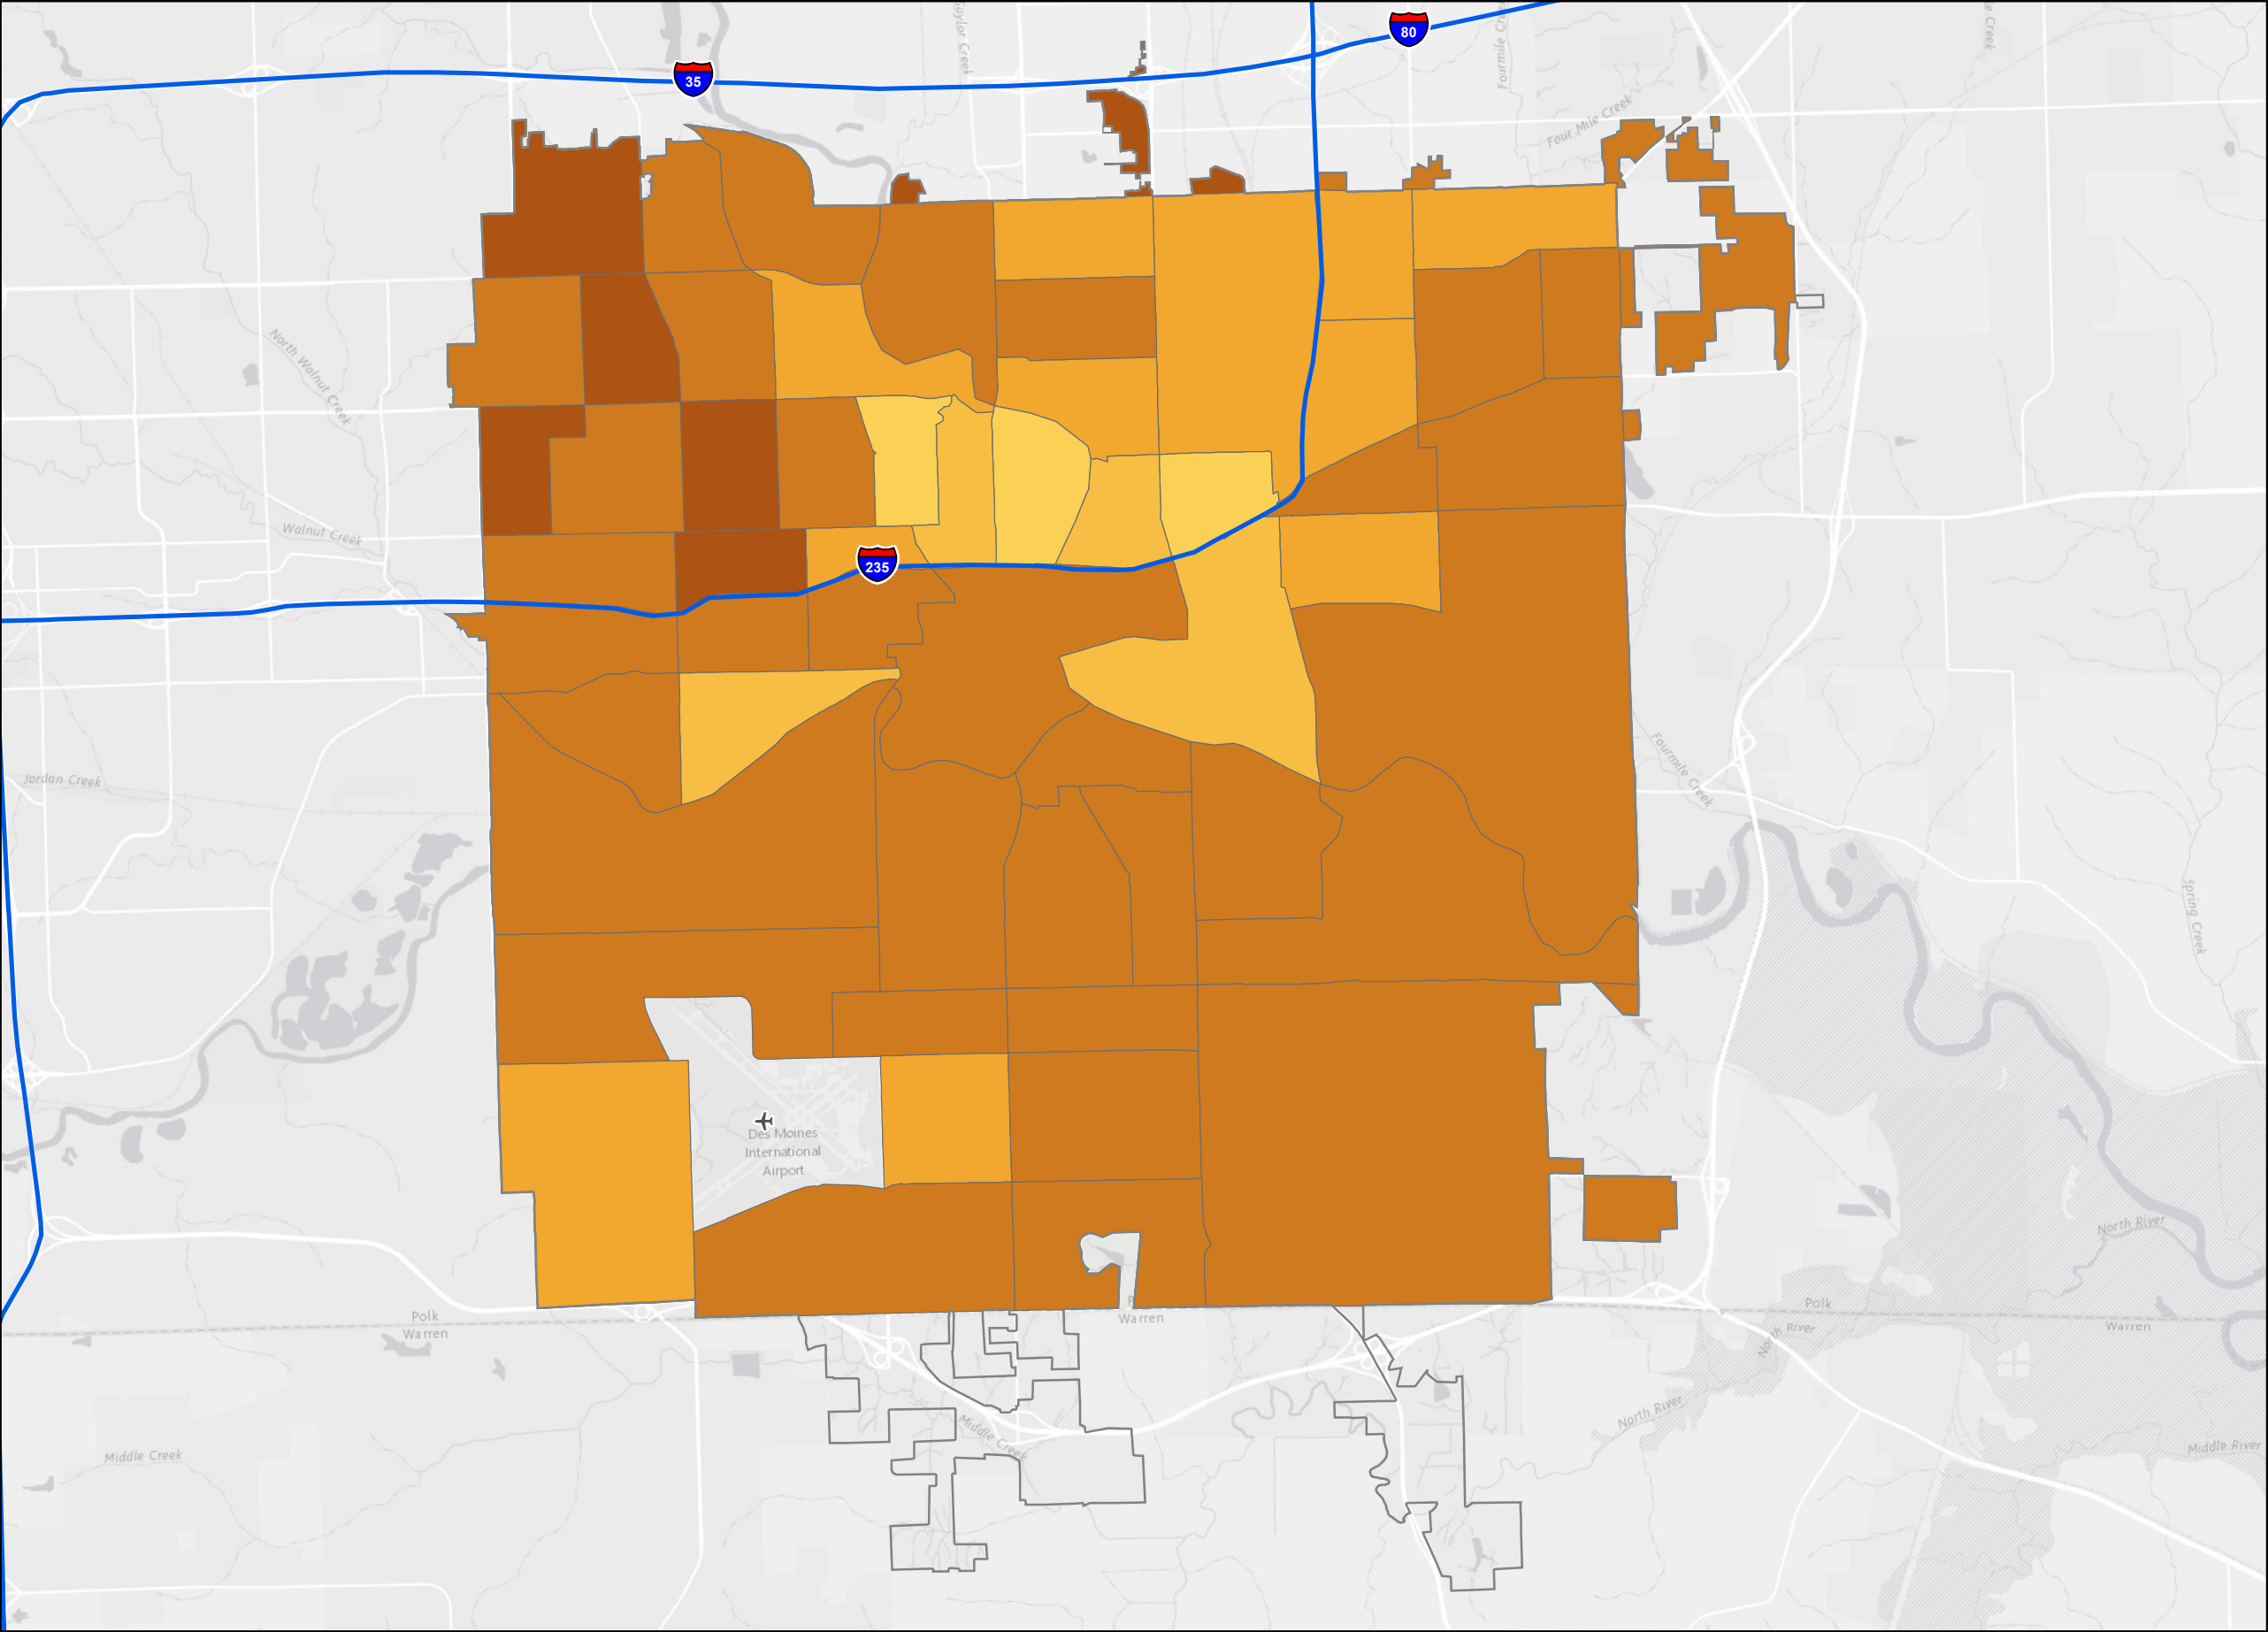 Saylor Creek
Fourmile Creek
80
35
Four Mile Creek
North Walnut Creek
Walnut Creek
235
Jordan Creek
Fourmile Creek
Spring Creek
Des Moines
International
Airport
North River
Polk
Warren
Warren
Polk
Warren
North River
North River
Middle Creek
Middle Creek
Middle River